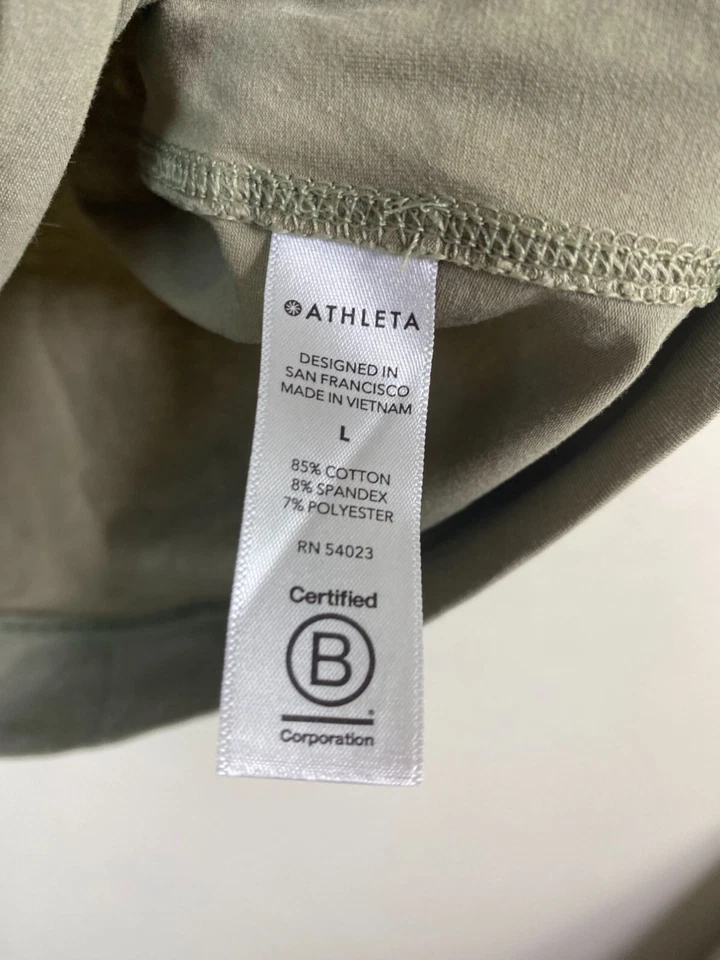 ATHLETA
DESIGNED IN
SAN FRANCISCO
MADE IN VIETNAM
L
85% COTTON
8% SPANDEX
7% POLYESTER
RN 54023
Certified
B
Corporation